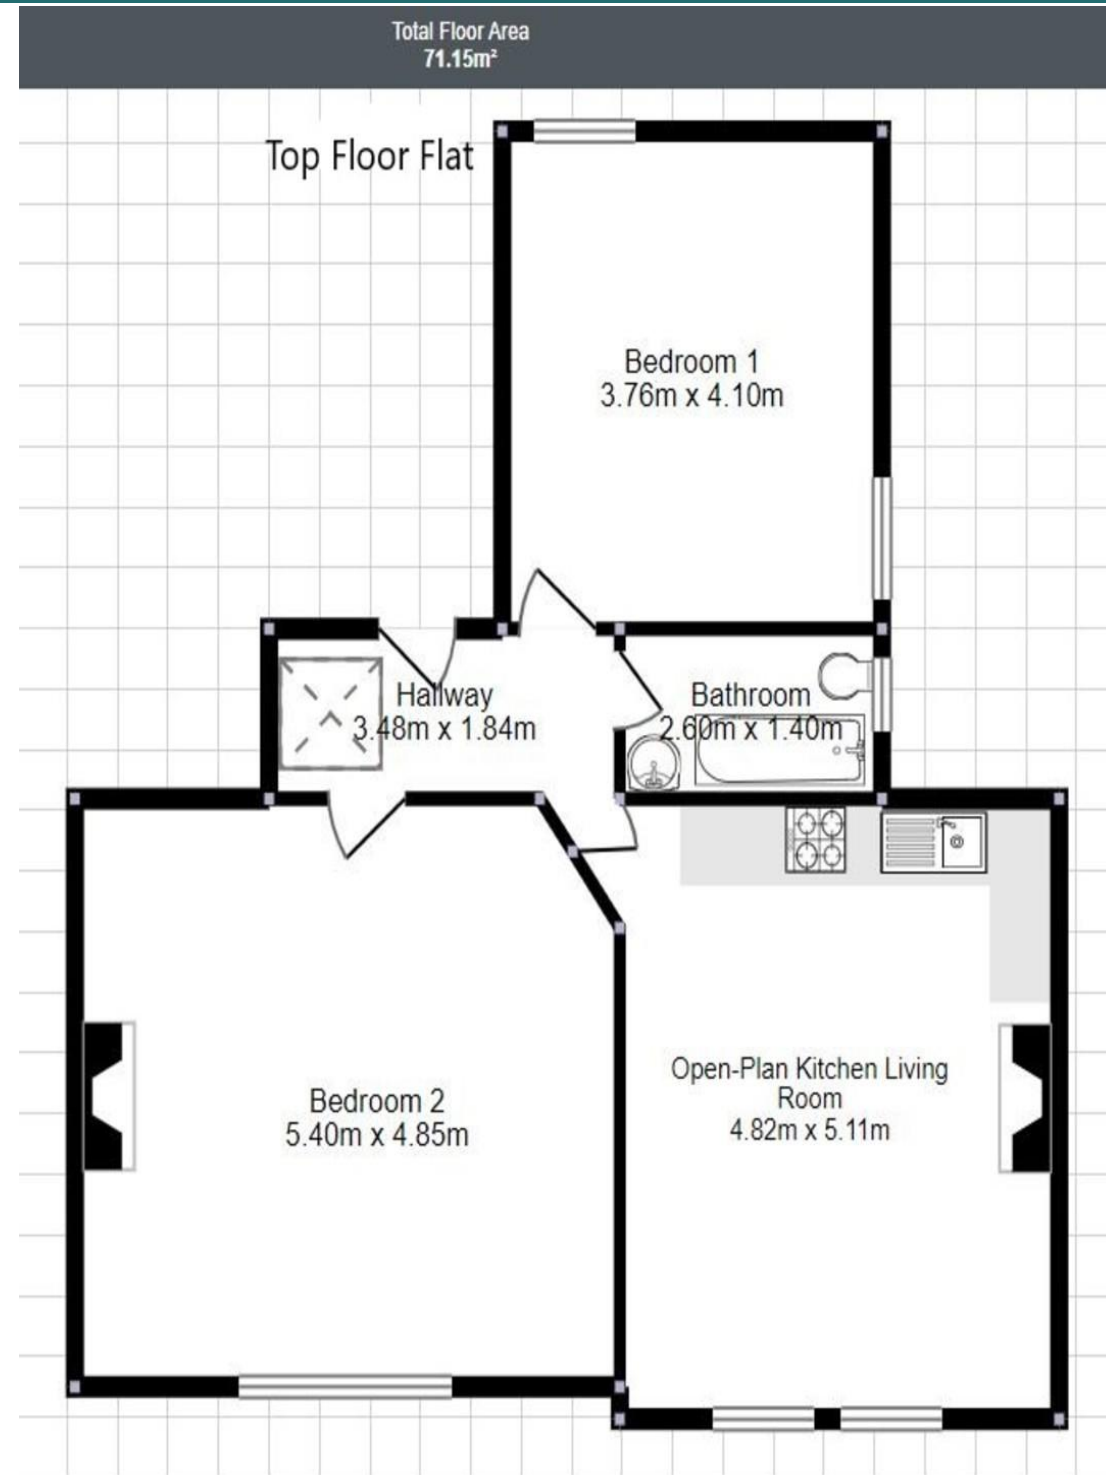 Total Floor Area
71.15m²
Top Floor Flat
Bedroom 1
3.76m x 4.10m
Hallway
3.48m x 1.84m
Bathroom
2.60m x 1.40m
Open-Plan Kitchen Living
Room
4.82m x 5.11m
Bedroom 2
5.40m x 4.85m